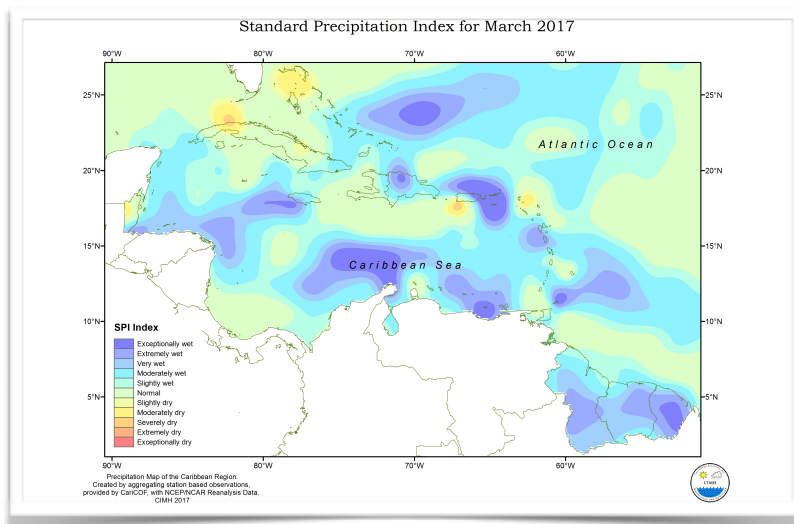 Standard Precipitation Index for March 2017
90°W 80°W 70°W 60°W
25°N 25°N
Atlantic Ocean
20°N 20°N
15°N 15°N
Caribbean Sea
10°N 10°N
SPI Index
Exceptionally wet
Extremely wet
Very wet
Moderately wet
Slightly wet
Normal
Slightly dry
Moderately dry
Severely dry
Extremely dry
Exceptionally dry
5°N 5°N
90°W 80°W 70°W 60°W
Precipitation Map of the Caribbean Region.
Created by aggregating station based observations,
provided by CariCOF, with NCEP/NCAR Reanalysis Data.
CIMH 2017
CIMH